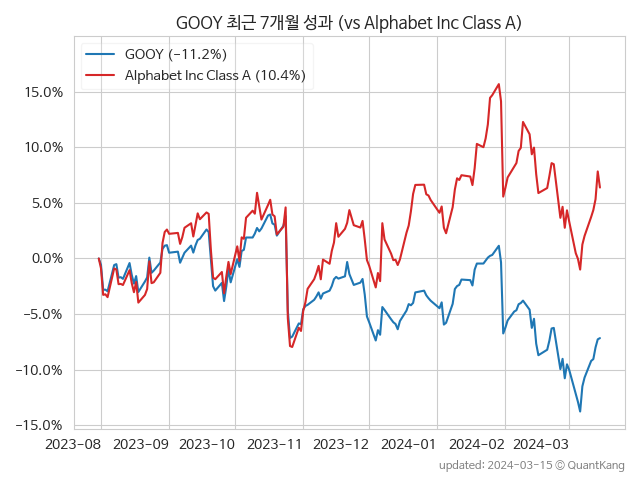 GOOY 최근 7개월 성과 (vs Alphabet Inc Class A)
GOOY (−11.2%)
Alphabet Inc Class A (10.4%)
15.0%
10.0%
5.0%
0.0%
−5.0%
−10.0%
−15.0%
2023−08 2023−09 2023−10 2023−11 2023−12 2024−01 2024−02 2024−03
updated: 2024−03−15 © QuantKang